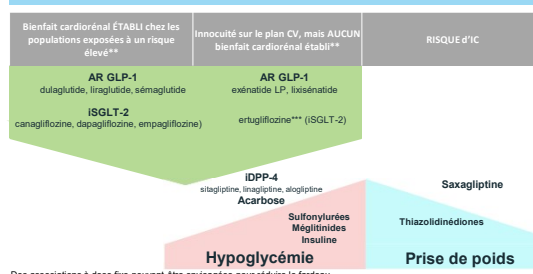 Bienfait cardiorénal ÉTABLI chez les
populations exposées à un risque
élevé**
Innocuité sur le plan CV, mais AUCUN
bienfait cardiorénal établi**
RISQUE d'IC
AR GLP-1
dulaglutide, liraglutide, sémaglutide
iSGLT-2
canagliflozine, dapagliflozine, empagliflozine)
AR GLP-1
exénatide LP, lixisénatide
ertugliflozine*** (iSGLT-2)
iDPP-4
sitagliptine, linagliptine, alogliptine
Acarbose
Saxagliptine
Sulfonylurées
Méglitinides
Insuline
Thiazolidinédiones
Hypoglycémie
Prise de poids